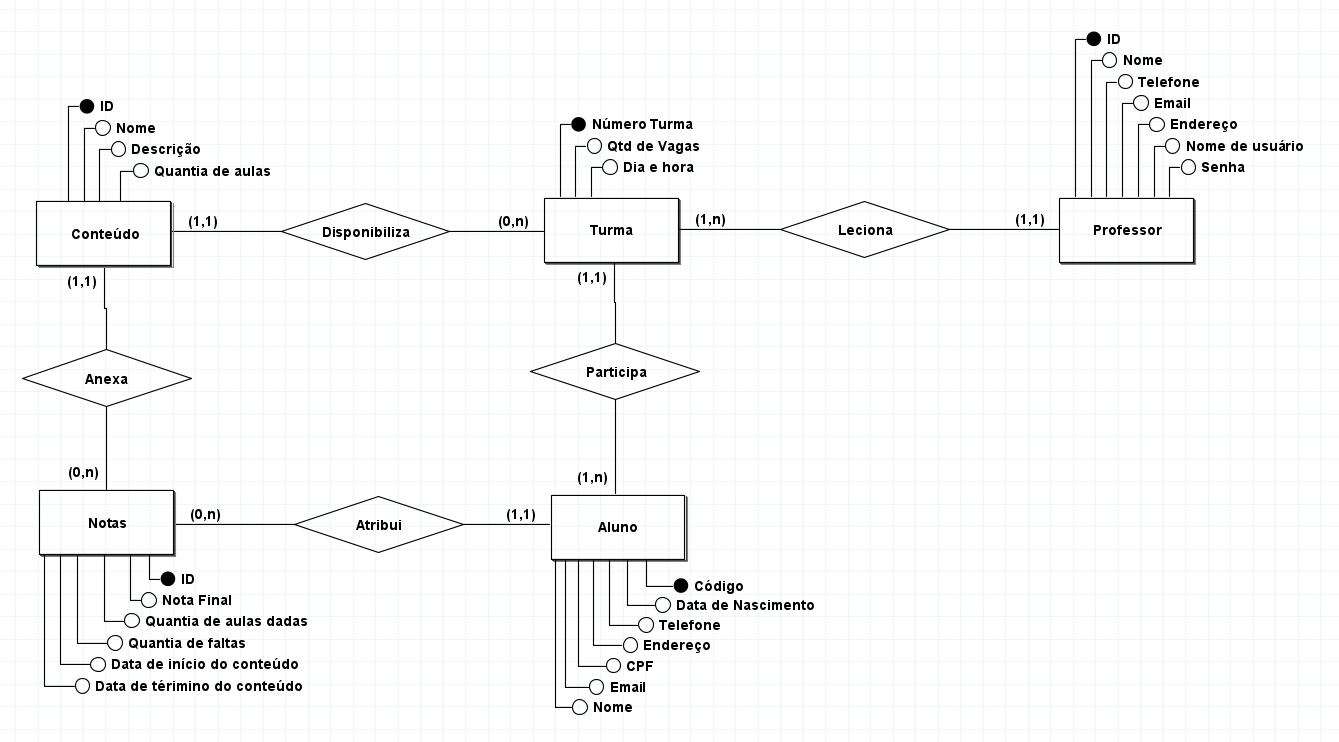 ID
Nome
Telefone
Email
Endereço
Nome de usuário
Senha
ID
Nome
Descrição
Quantia de aulas
Número Turma
Qtd de Vagas
Dia e hora
Conteúdo
(1,1)
Disponibiliza
(0,n)
Turma
(1,n)
Leciona
(1,1)
Professor
(1,1)
(1,1)
Anexa
Participa
(0,n)
(1,n)
Notas
(0,n)
Atribui
(1,1)
Aluno
ID
Nota Final
Quantia de aulas dadas
Quantia de faltas
Data de início do conteúdo
Data de térimino do conteúdo
Código
Data de Nascimento
Telefone
Endereço
CPF
Email
Nome